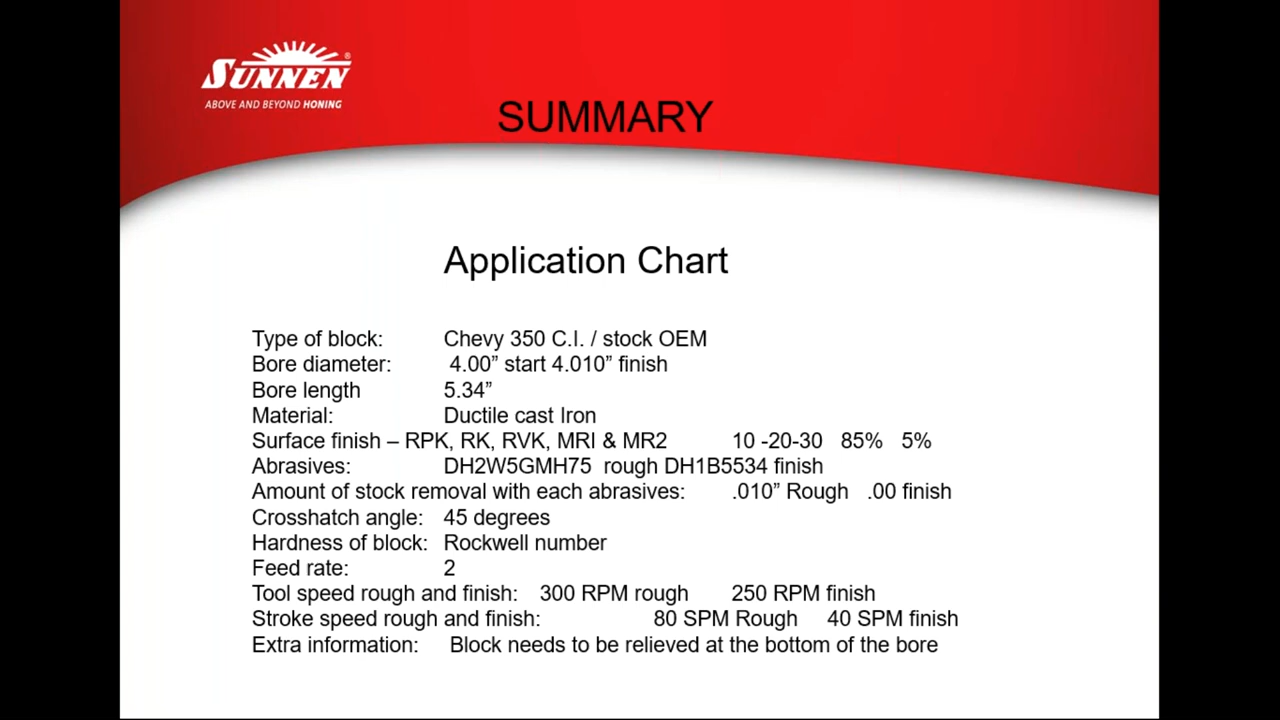 SUNNEN®
ABOVE AND BEYOND HONING
SUMMARY
Application Chart
Type of block: Chevy 350 C.I. / stock OEM
Bore diameter: 4.00” start 4.010” finish
Bore length 5.34”
Material: Ductile cast Iron
Surface finish – RPK, RK, RVK, MRI & MR2 10 -20-30 85% 5%
Abrasives: DH2W5GMH75 rough DH1B5534 finish
Amount of stock removal with each abrasives: .010” Rough .00 finish
Crosshatch angle: 45 degrees
Hardness of block: Rockwell number
Feed rate: 2
Tool speed rough and finish: 300 RPM rough 250 RPM finish
Stroke speed rough and finish: 80 SPM Rough 40 SPM finish
Extra information: Block needs to be relieved at the bottom of the bore